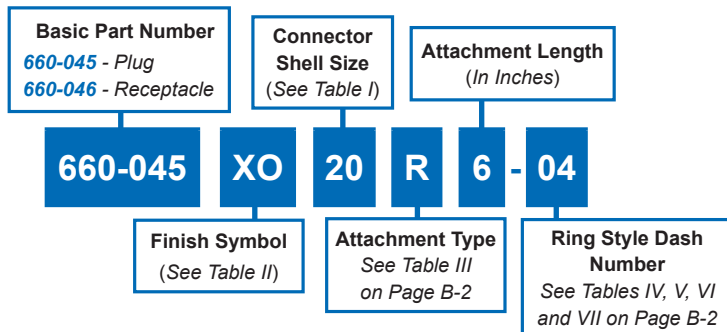 Basic Part Number
660-045 - Plug
660-046 - Receptacle
Connector
Shell Size
(See Table I)
Attachment Length
(In Inches)
660-045 XO 20 R 6 - 04
Finish Symbol
(See Table II)
Attachment Type
See Table III
on Page B-2
Ring Style Dash
Number
See Tables IV, V, VI
and VII on Page B-2